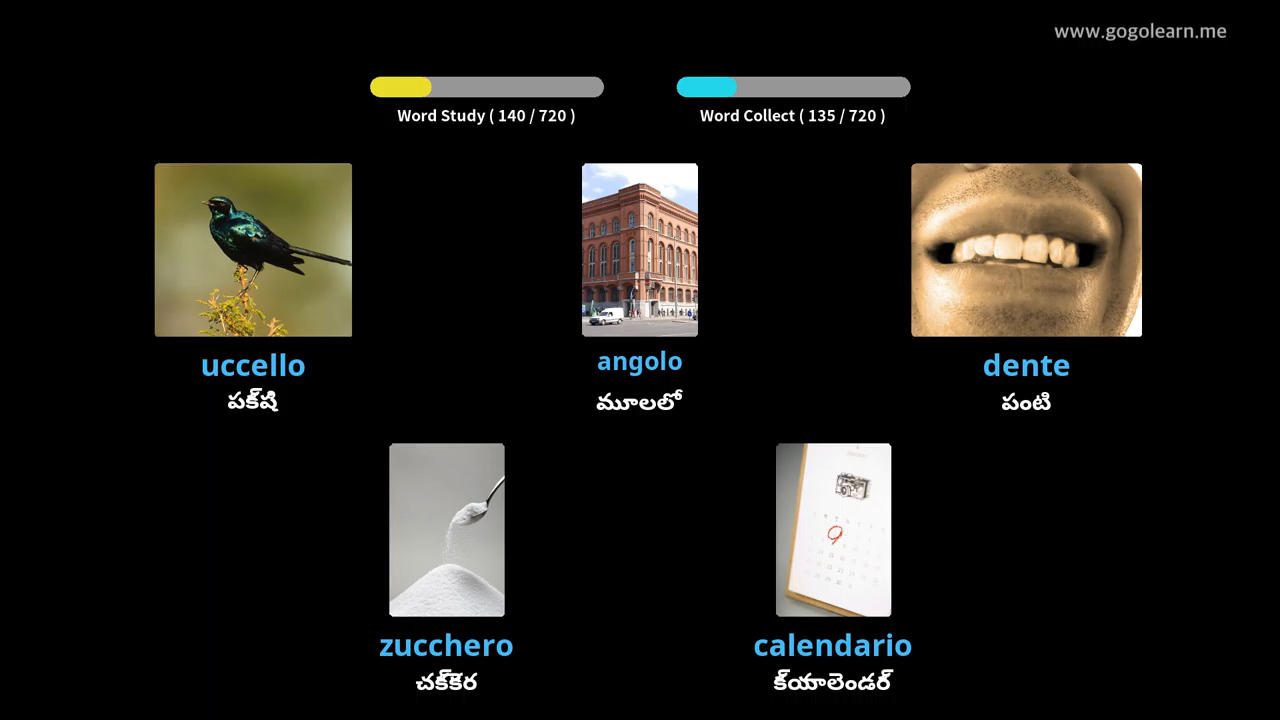 www.gogolearn.me
Word Study ( 140 / 720 )
Word Collect ( 135 / 720 )
uccello
పక్షి
angolo
మూలలో
dente
పంటి
zucchero
చక్కెర
calendario
క్యాలెండర్